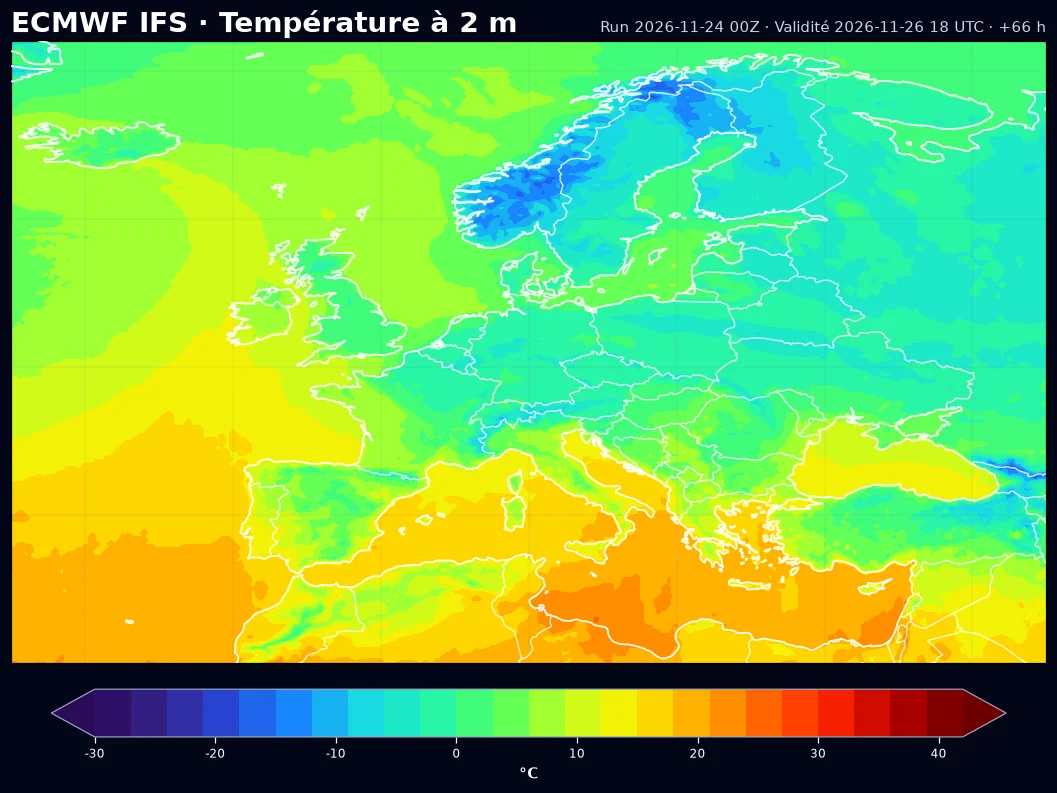 ECMWF IFS · Température à 2 m
Run 2026-11-24 00Z · Validité 2026-11-26 18 UTC · +66 h
-30 -20 -10 0 10 20 30 40
°C